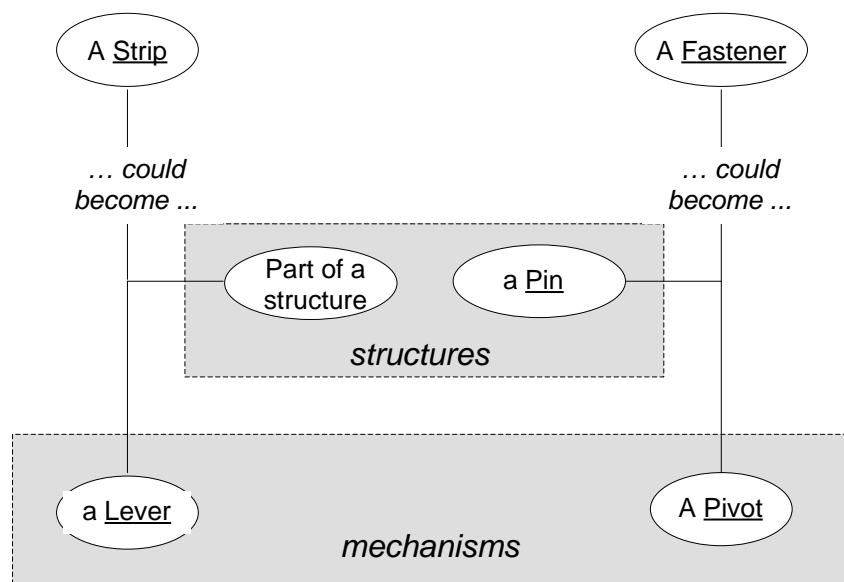 A Strip
A Fastener
… could
become ...
… could
become ...
Part of a
structure
a Pin
structures
a Lever
A Pivot
mechanisms